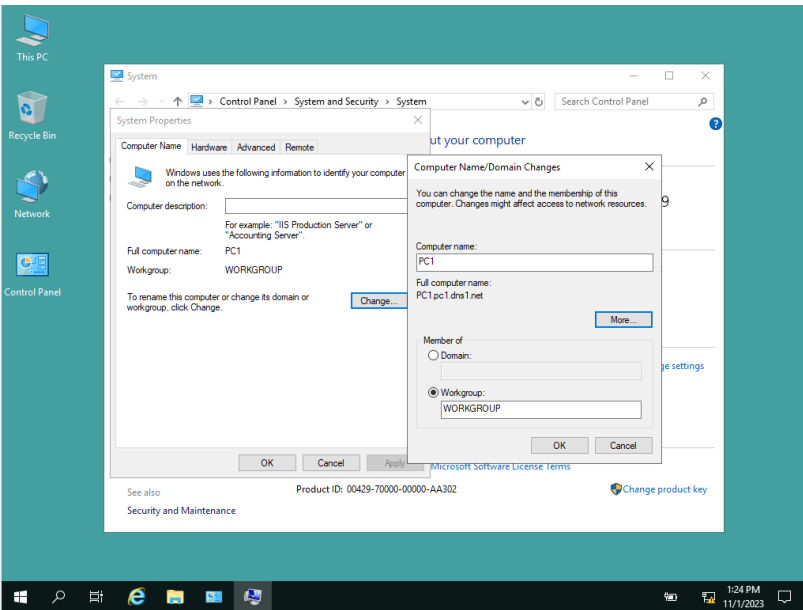 This PC
Recycle Bin
Network
Control Panel
System
Control Panel › System and Security › System
Search Control Panel
ut your computer
9
ge settings
Microsoft Software License Terms
Product ID: 00429-70000-00000-AA302
Change product key
See also
Security and Maintenance
System Properties
Computer Name Hardware Advanced Remote
Windows uses the following information to identify your computer
on the network.
Computer description:
For example: "IIS Production Server" or
"Accounting Server".
Full computer name: PC1
Workgroup: WORKGROUP
To rename this computer or change its domain or
workgroup, click Change.
Change...
OK Cancel Apply
Computer Name/Domain Changes
You can change the name and the membership of this
computer. Changes might affect access to network resources.
Computer name:
PC1
Full computer name:
PC1.pc1.dns1.net
More...
Member of
Domain:
Workgroup:
WORKGROUP
OK Cancel
1:24 PM
11/1/2023